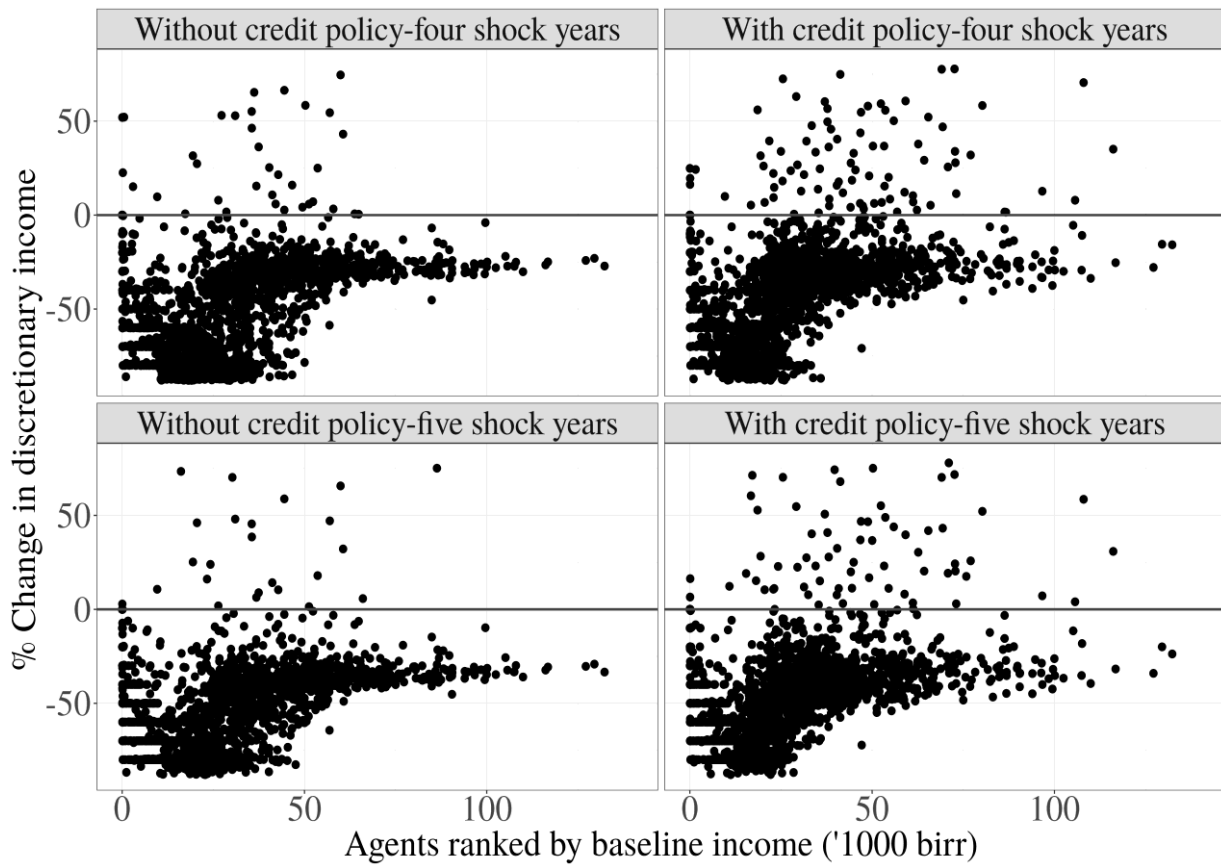 Without credit policy-four shock years
With credit policy-four shock years
50
0
-50
Without credit policy-five shock years
With credit policy-five shock years
50
0
-50
% Change in discretionary income
0 50 100
0 50 100
Agents ranked by baseline income ('1000 birr)